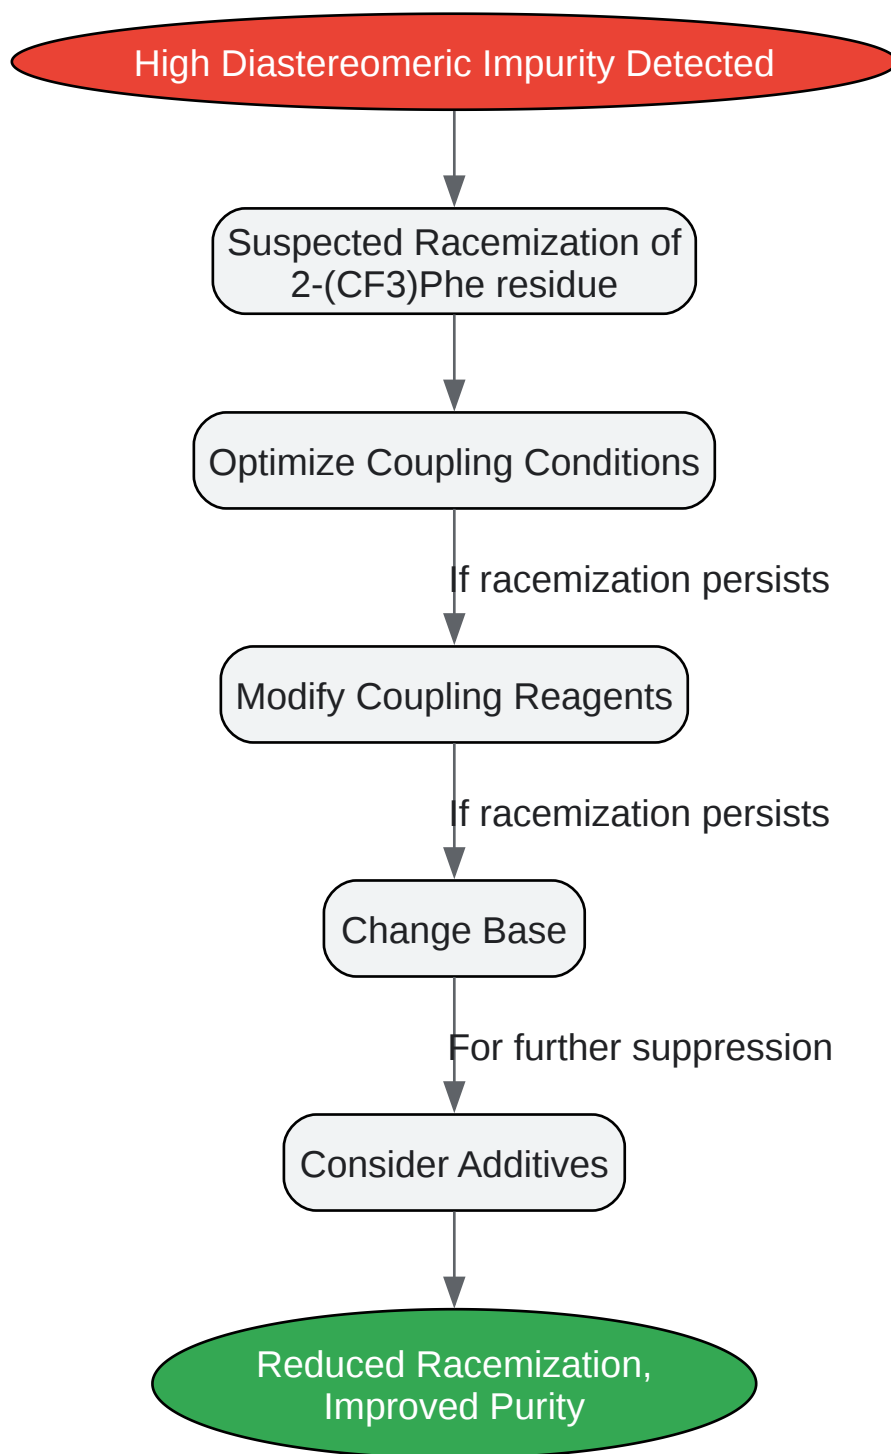 High Diastereomeric Impurity Detected
Suspected Racemization of
2-(CF3)Phe residue
Optimize Coupling Conditions
If racemization persists
Modify Coupling Reagents
If racemization persists
Change Base
For further suppression
Consider Additives
Reduced Racemization,
Improved Purity